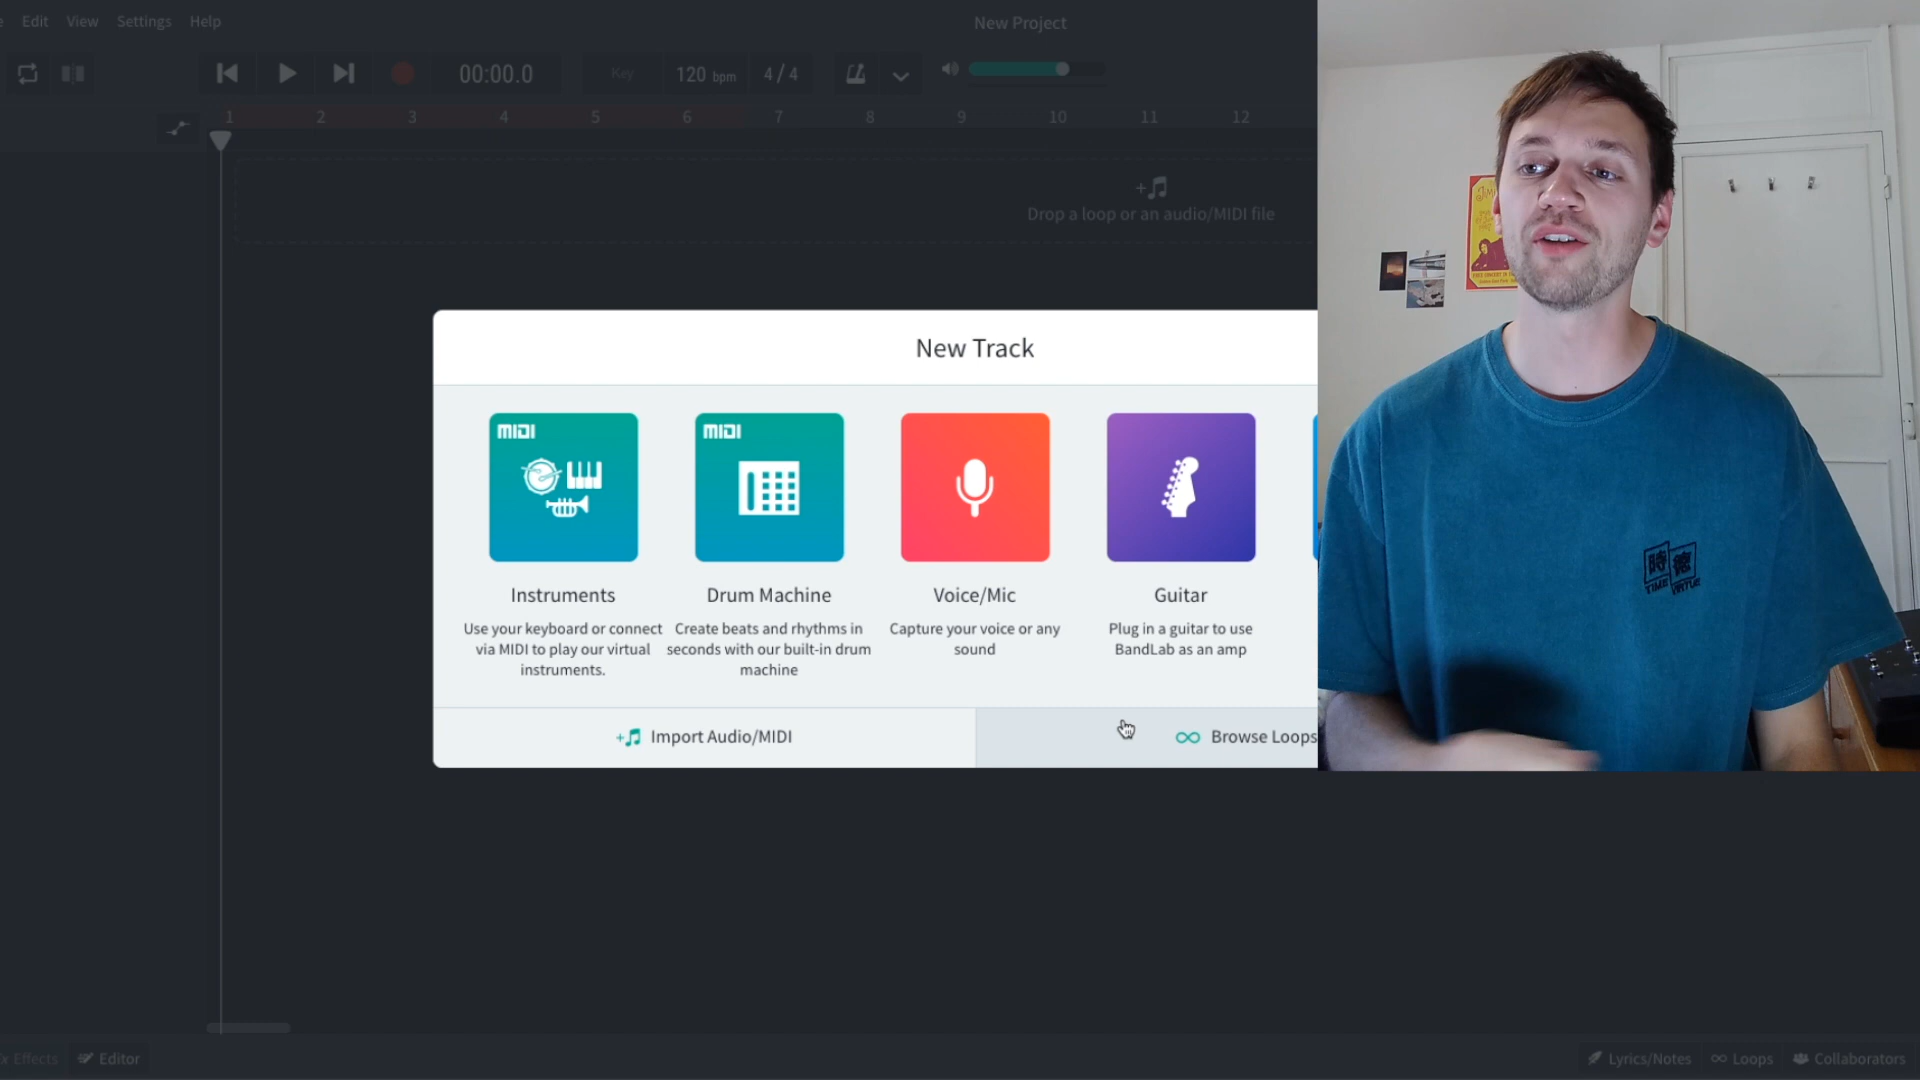 Edit View Settings Help
New Project
00:00.0
Key
120 bpm
4 / 4
1 2 3 4 5 6 7 8 9 10 11 12
Drop a loop or an audio/MIDI file
New Track
MIDI
MIDI
Instruments
Use your keyboard or connect
via MIDI to play our virtual
instruments.
Drum Machine
Create beats and rhythms in
seconds with our built-in drum
machine
Voice/Mic
Capture your voice or any
sound
Guitar
Plug in a guitar to use
BandLab as an amp
Import Audio/MIDI
Browse Loops
時德
TIME VIRTUE
Effects
Editor
Lyrics/Notes
Loops
Collaborators